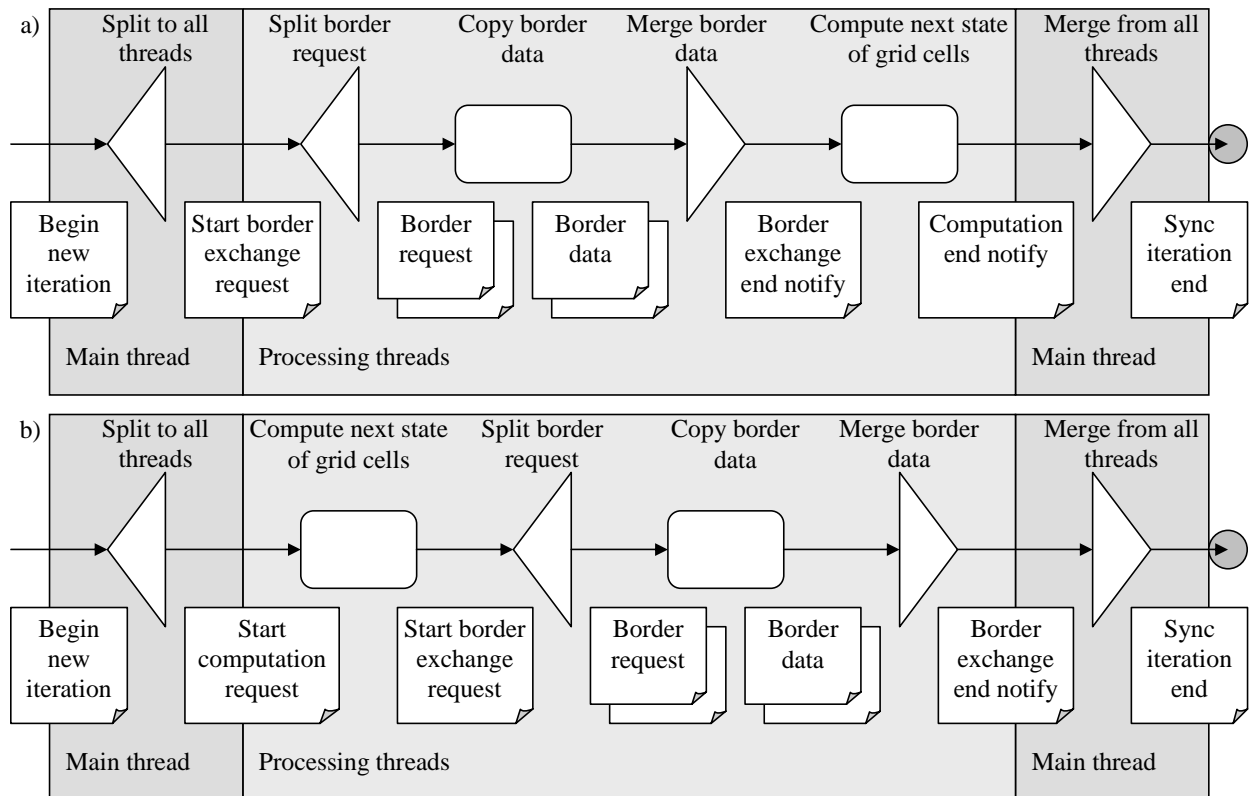 a)
Split to all
threads
Split border
request
Copy border
data
Merge border
data
Compute next state
of grid cells
Merge from all
threads
Begin
new
iteration
Start border
exchange
request
Border
request
Border
data
Border
exchange
end notify
Computation
end notify
Sync
iteration
end
Main thread
Processing threads
Main thread
b)
Split to all
threads
Compute next state
of grid cells
Split border
request
Copy border
data
Merge border data
Merge from all
threads
Begin
new
iteration
Start
computation
request
Start border
exchange
request
Border
request
Border
data
Border
exchange
end notify
Sync
iteration
end
Main thread
Processing threads
Main thread